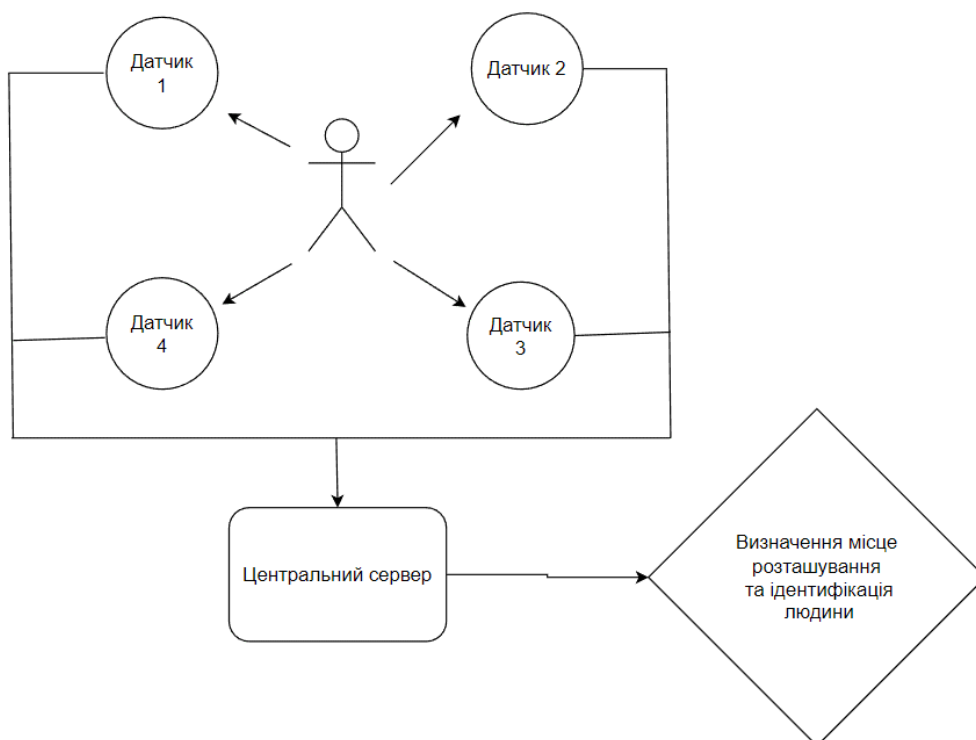 Датчик
1
Датчик 2
Датчик
4
Датчик
3
Центральний сервер
Визначення місце
розташування
та ідентифікація
людини